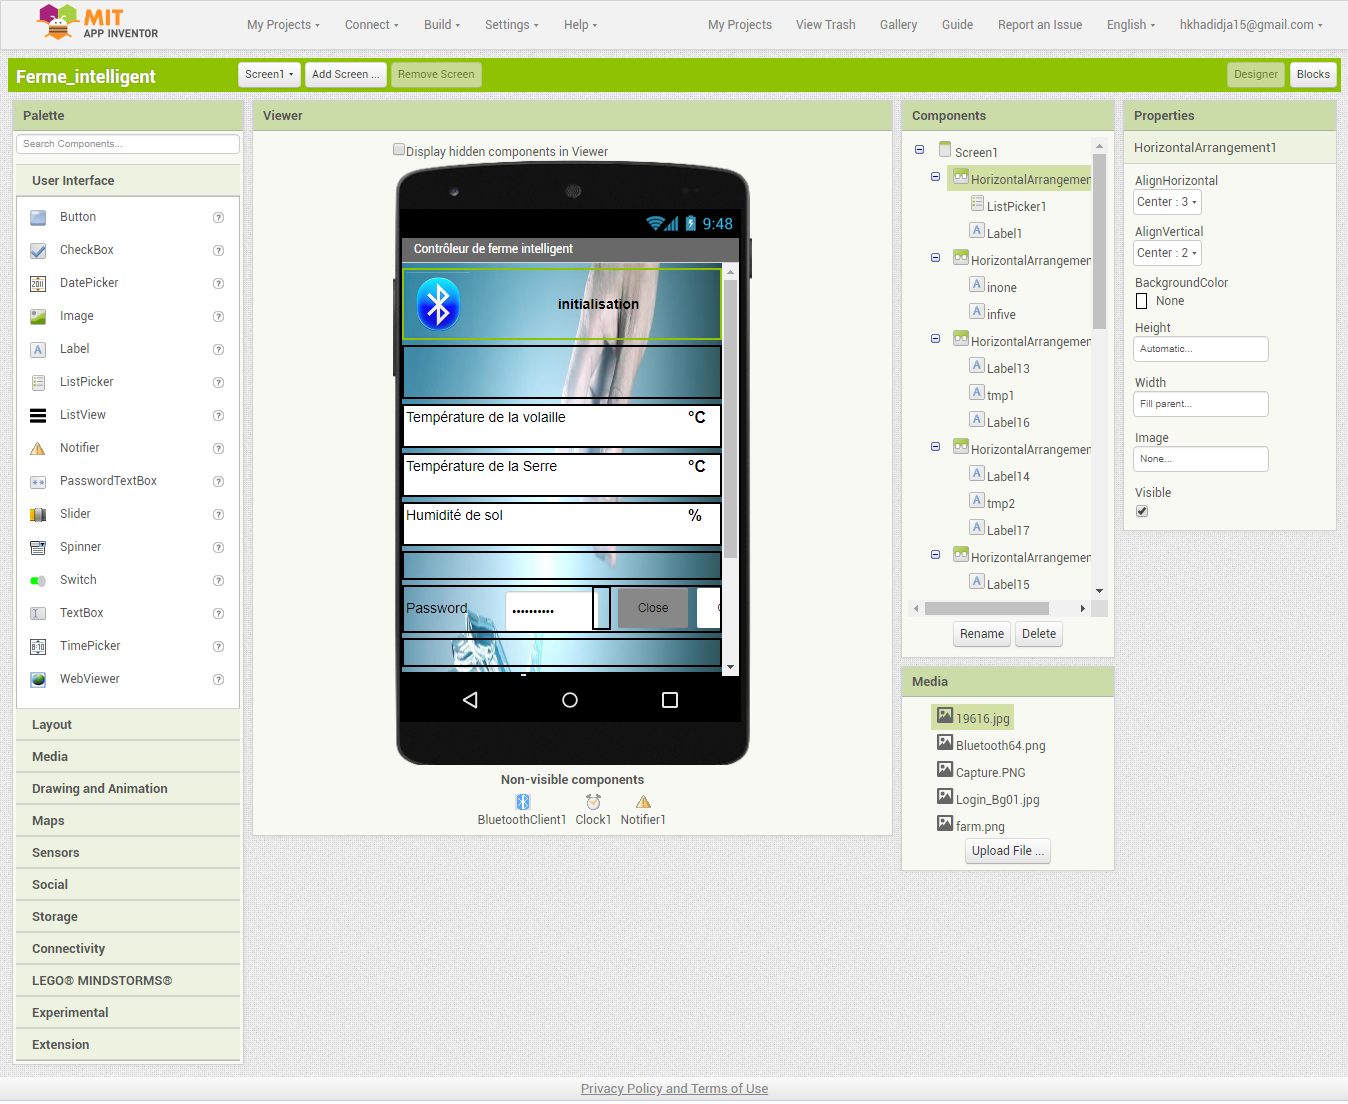 MIT
APP INVENTOR
My Projects
Connect
Build
Settings
Help
My Projects
View Trash
Gallery
Guide
Report an Issue
English
hkhadidja15@gmail.com
Ferme_intelligent
Screen1
Add Screen ...
Remove Screen
Designer
Blocks
Palette
Search Components...
User Interface
Button
CheckBox
DatePicker
Image
Label
ListPicker
ListView
Notifier
PasswordTextBox
Slider
Spinner
Switch
TextBox
TimePicker
WebViewer
Layout
Media
Drawing and Animation
Maps
Sensors
Social
Storage
Connectivity
LEGO® MINDSTORMS®
Experimental
Extension
Viewer
Display hidden components in Viewer
9:48
Contrôleur de ferme intelligent
initialisation
Température de la volaille °C
Température de la Serre °C
Humidité de sol %
Password •••••••••• Close
Non-visible components
BluetoothClient1 Clock1 Notifier1
Components
Screen1
HorizontalArrangemen
ListPicker1
Label1
HorizontalArrangemen
inone
infive
HorizontalArrangemen
Label13
tmp1
Label16
HorizontalArrangemen
Label14
tmp2
Label17
HorizontalArrangemen
Label15
Rename Delete
Media
19616.jpg
Bluetooth64.png
Capture.PNG
Login_Bg01.jpg
farm.png
Upload File ...
Properties
HorizontalArrangement1
AlignHorizontal
Center : 3
AlignVertical
Center : 2
BackgroundColor
None
Height
Automatic...
Width
Fill parent...
Image
None...
Visible
Privacy Policy and Terms of Use